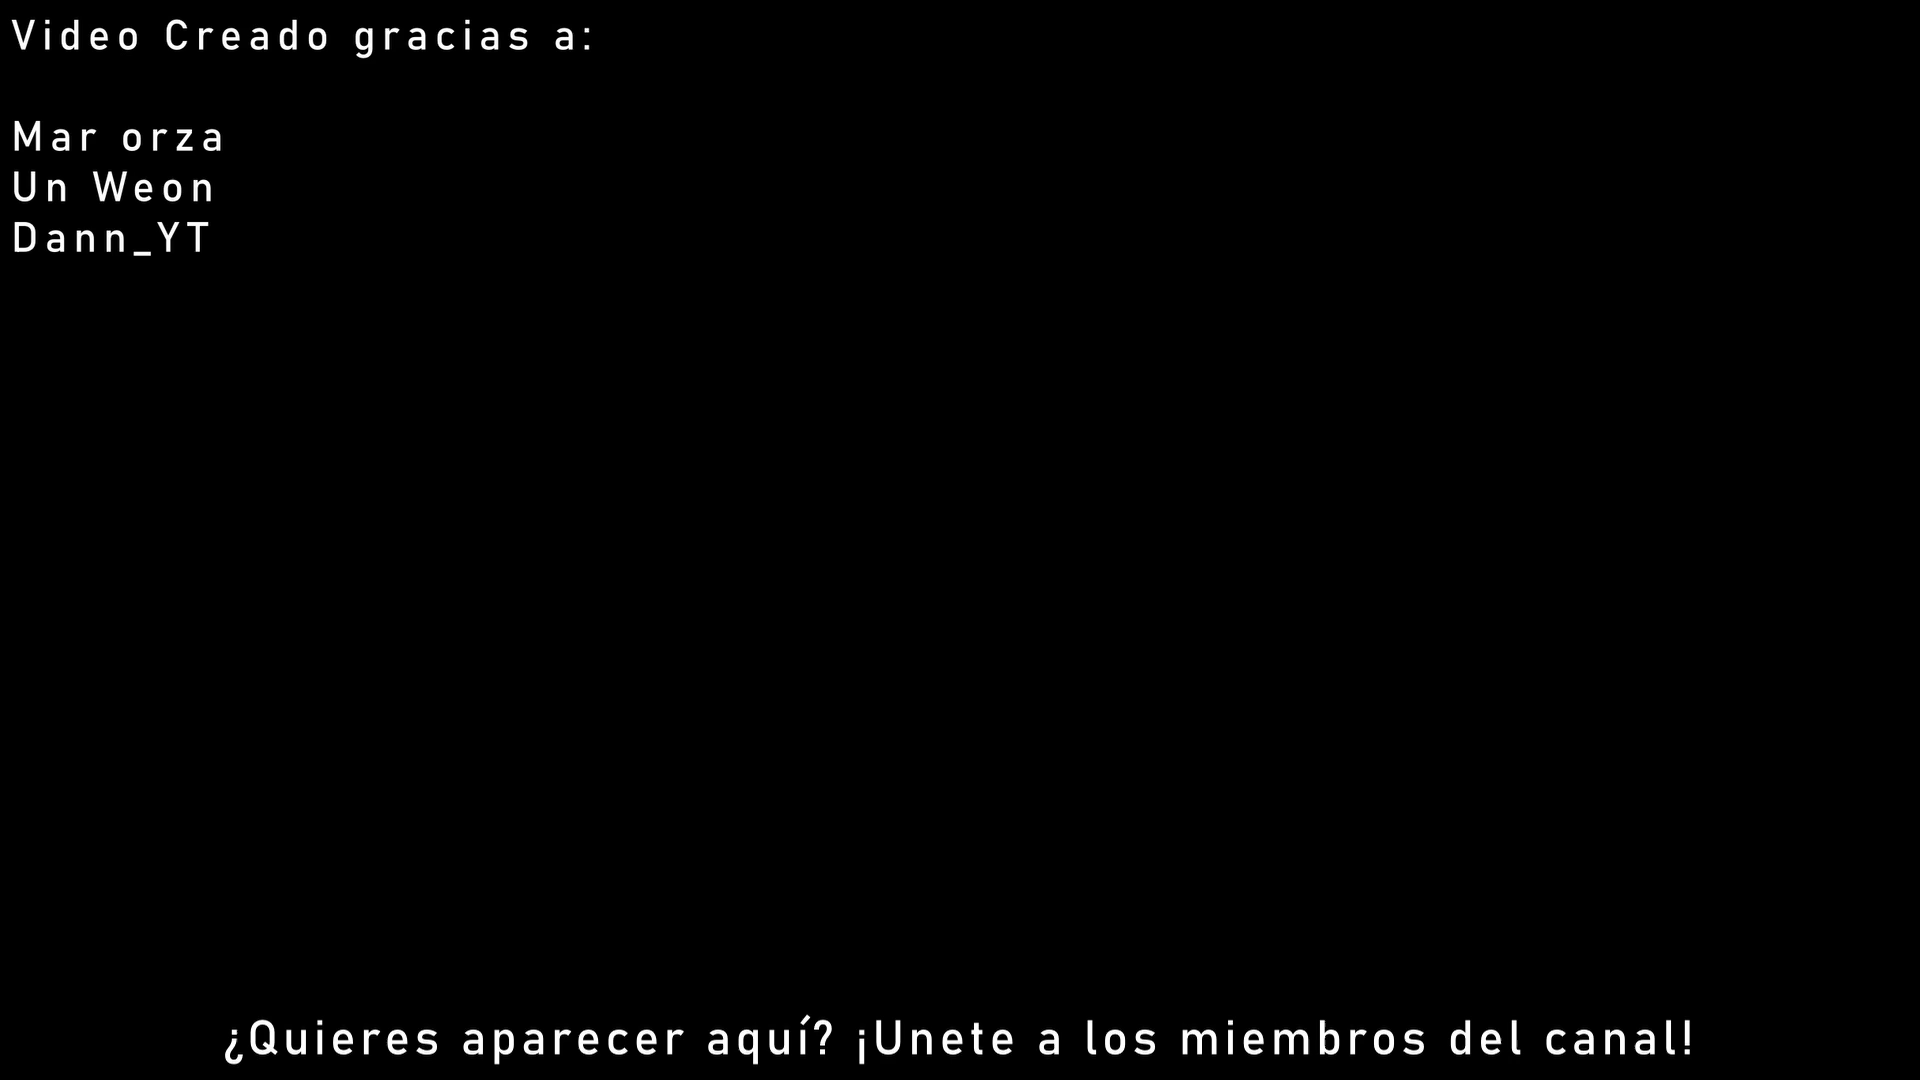 Video Creado gracias a:
Mar orza
Un Weon
Dann_YT
¿Quieres aparecer aquí? ¡Unete a los miembros del canal!